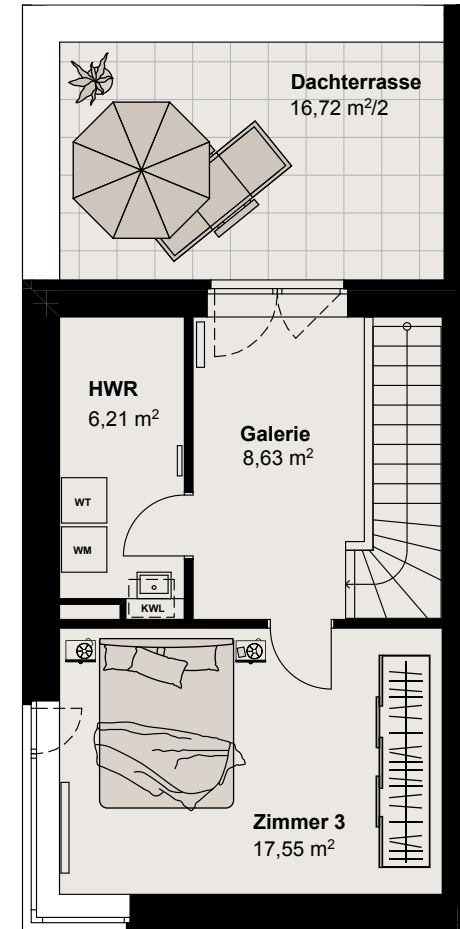 Dachterrasse
16,72 m²/2
HWR
6,21 m²
Galerie
8,63 m²
WT
WM
KWL
Zimmer 3
17,55 m²